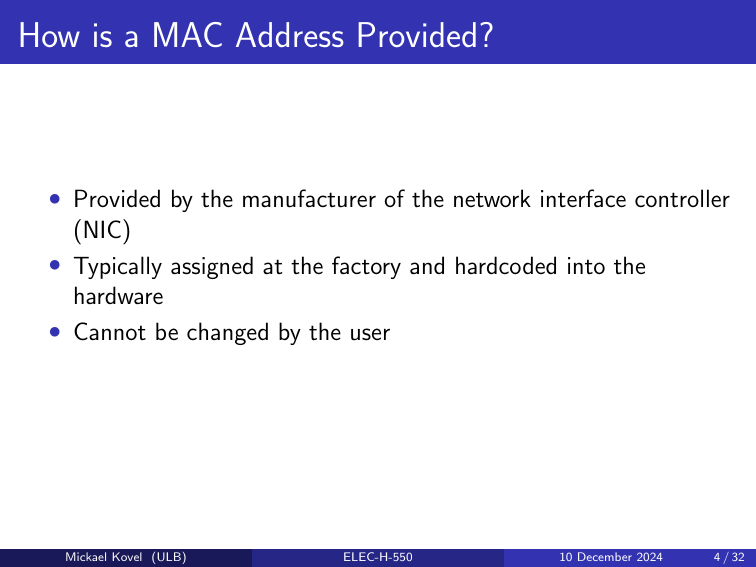 How is a MAC Address Provided?
• Provided by the manufacturer of the network interface controller
(NIC)
• Typically assigned at the factory and hardcoded into the
hardware
• Cannot be changed by the user
Mickael Kovel (ULB) ELEC-H-550 10 December 2024 4 / 32